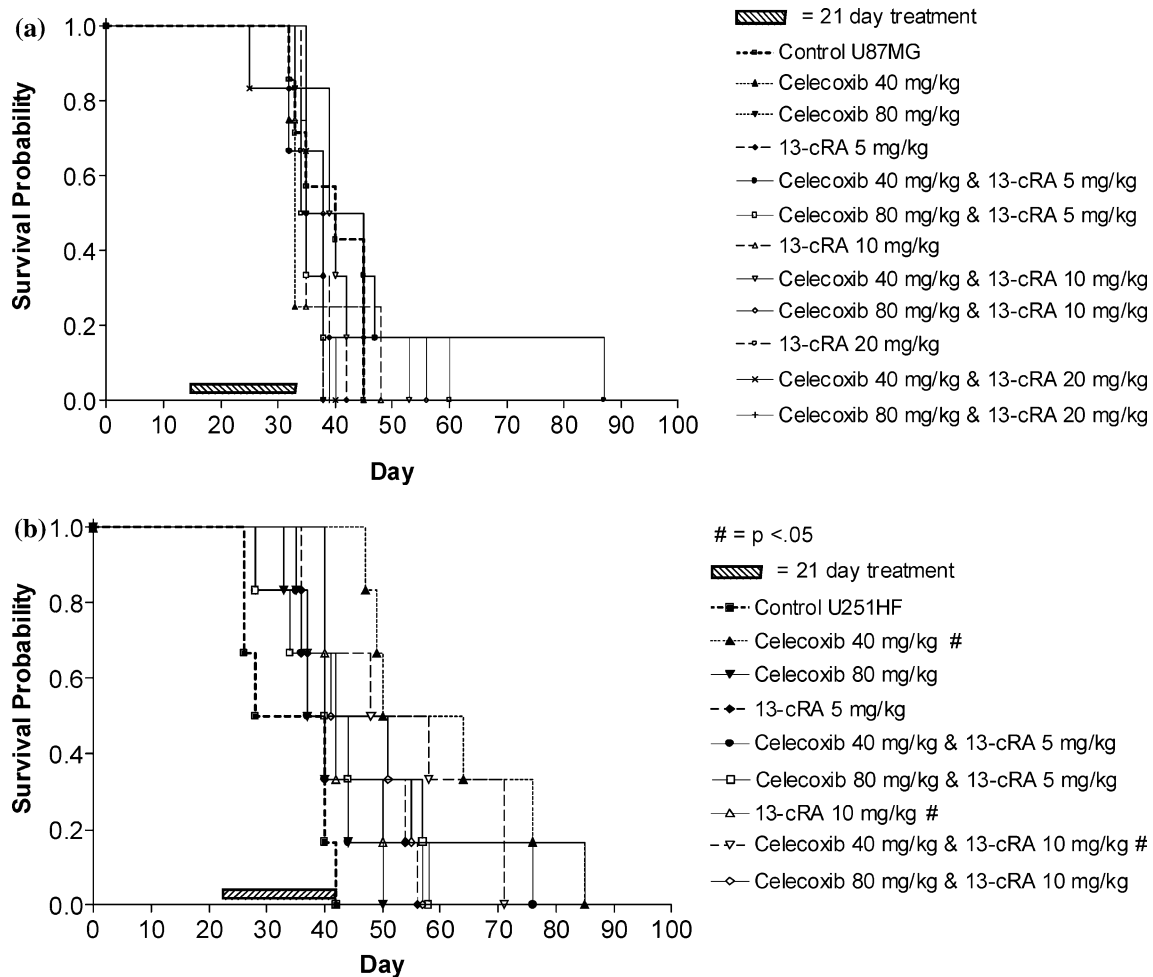 (a)
1.0
0.8
0.6
0.4
0.2
0.0
Survival Probability
0 10 20 30 40 50 60 70 80 90 100
Day
= 21 day treatment
Control U87MG
Celecoxib 40 mg/kg
Celecoxib 80 mg/kg
13-cRA 5 mg/kg
Celecoxib 40 mg/kg & 13-cRA 5 mg/kg
Celecoxib 80 mg/kg & 13-cRA 5 mg/kg
13-cRA 10 mg/kg
Celecoxib 40 mg/kg & 13-cRA 10 mg/kg
Celecoxib 80 mg/kg & 13-cRA 10 mg/kg
13-cRA 20 mg/kg
Celecoxib 40 mg/kg & 13-cRA 20 mg/kg
Celecoxib 80 mg/kg & 13-cRA 20 mg/kg
(b)
1.0
0.8
0.6
0.4
0.2
0.0
Survival Probability
0 10 20 30 40 50 60 70 80 90 100
Day
# = p <.05
= 21 day treatment
Control U251HF
Celecoxib 40 mg/kg #
Celecoxib 80 mg/kg
13-cRA 5 mg/kg
Celecoxib 40 mg/kg & 13-cRA 5 mg/kg
Celecoxib 80 mg/kg & 13-cRA 5 mg/kg
13-cRA 10 mg/kg #
Celecoxib 40 mg/kg & 13-cRA 10 mg/kg #
Celecoxib 80 mg/kg & 13-cRA 10 mg/kg